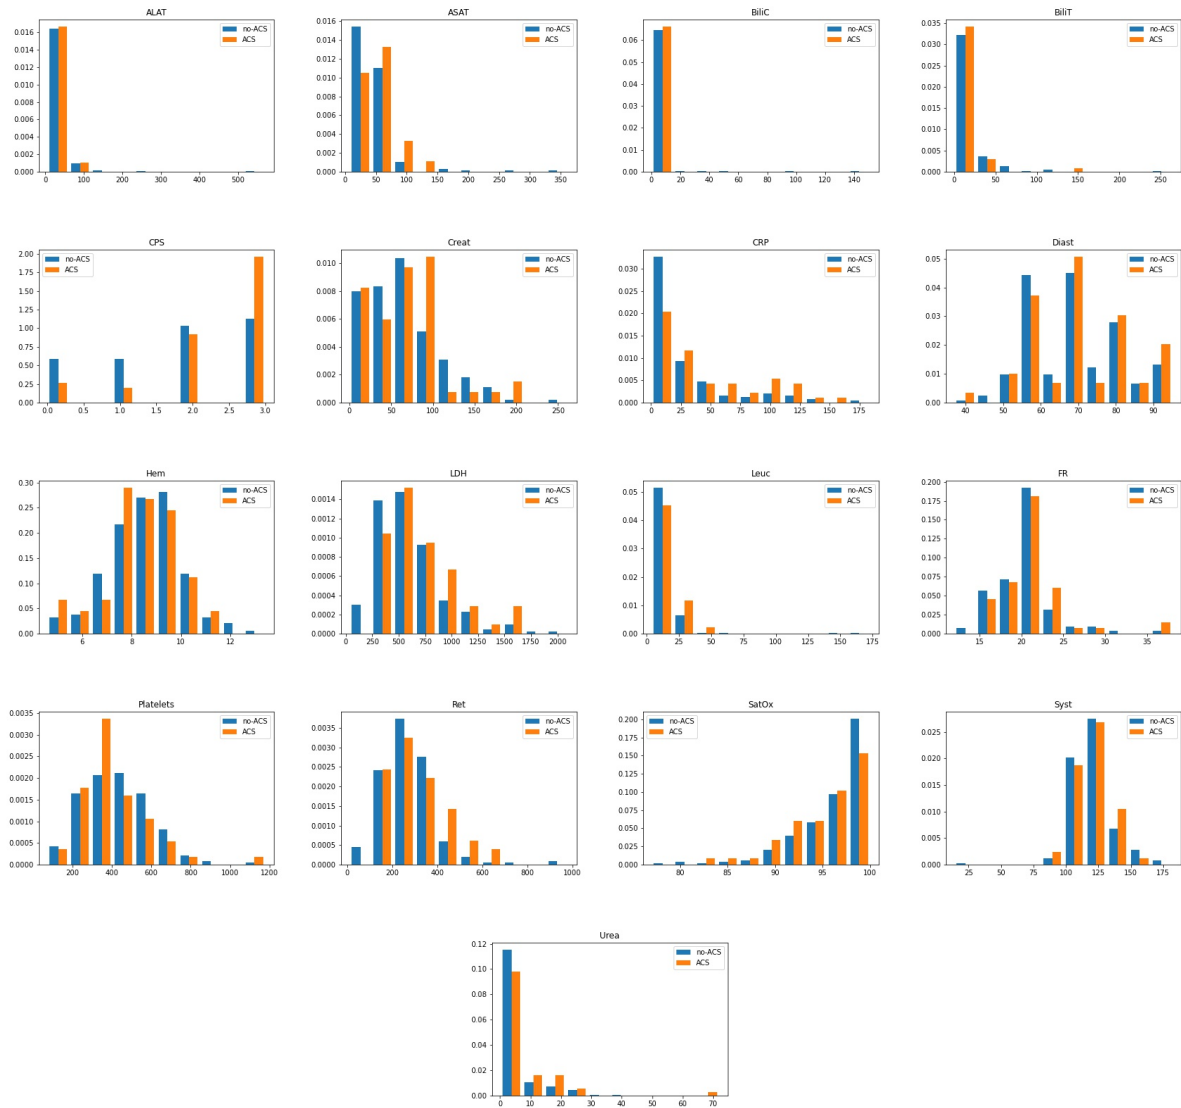 ALAT
0.016
0.014
0.012
0.010
0.008
0.006
0.004
0.002
0.000
0 100 200 300 400 500
no-ACS
ACS
ASAT
0.016
0.014
0.012
0.010
0.008
0.006
0.004
0.002
0.000
0 50 100 150 200 250 300 350
no-ACS
ACS
BiliC
0.06
0.05
0.04
0.03
0.02
0.01
0.00
0 20 40 60 80 100 120 140
no-ACS
ACS
BiliT
0.035
0.030
0.025
0.020
0.015
0.010
0.005
0.000
0 50 100 150 200 250
no-ACS
ACS
CPS
2.00
1.75
1.50
1.25
1.00
0.75
0.50
0.25
0.00
0.0 0.5 1.0 1.5 2.0 2.5 3.0
no-ACS
ACS
Creat
0.010
0.008
0.006
0.004
0.002
0.000
0 50 100 150 200 250
no-ACS
ACS
CRP
0.030
0.025
0.020
0.015
0.010
0.005
0.000
0 25 50 75 100 125 150 175
no-ACS
ACS
Diast
0.05
0.04
0.03
0.02
0.01
0.00
40 50 60 70 80 90
no-ACS
ACS
Hem
0.30
0.25
0.20
0.15
0.10
0.05
0.00
6 8 10 12
no-ACS
ACS
LDH
0.0014
0.0012
0.0010
0.0008
0.0006
0.0004
0.0002
0.0000
250 500 750 1000 1250 1500 1750 2000
no-ACS
ACS
Leuc
0.05
0.04
0.03
0.02
0.01
0.00
0 25 50 75 100 125 150 175
no-ACS
ACS
FR
0.200
0.175
0.150
0.125
0.100
0.075
0.050
0.025
0.000
15 20 25 30 35
no-ACS
ACS
Platelets
0.0035
0.0030
0.0025
0.0020
0.0015
0.0010
0.0005
0.0000
200 400 600 800 1000 1200
no-ACS
ACS
Ret
0.0035
0.0030
0.0025
0.0020
0.0015
0.0010
0.0005
0.0000
0 200 400 600 800 1000
no-ACS
ACS
SatOx
0.200
0.175
0.150
0.125
0.100
0.075
0.050
0.025
0.000
80 85 90 95 100
no-ACS
ACS
Syst
0.025
0.020
0.015
0.010
0.005
0.000
25 50 75 100 125 150 175
no-ACS
ACS
Urea
0.12
0.10
0.08
0.06
0.04
0.02
0.00
0 10 20 30 40 50 60 70
no-ACS
ACS